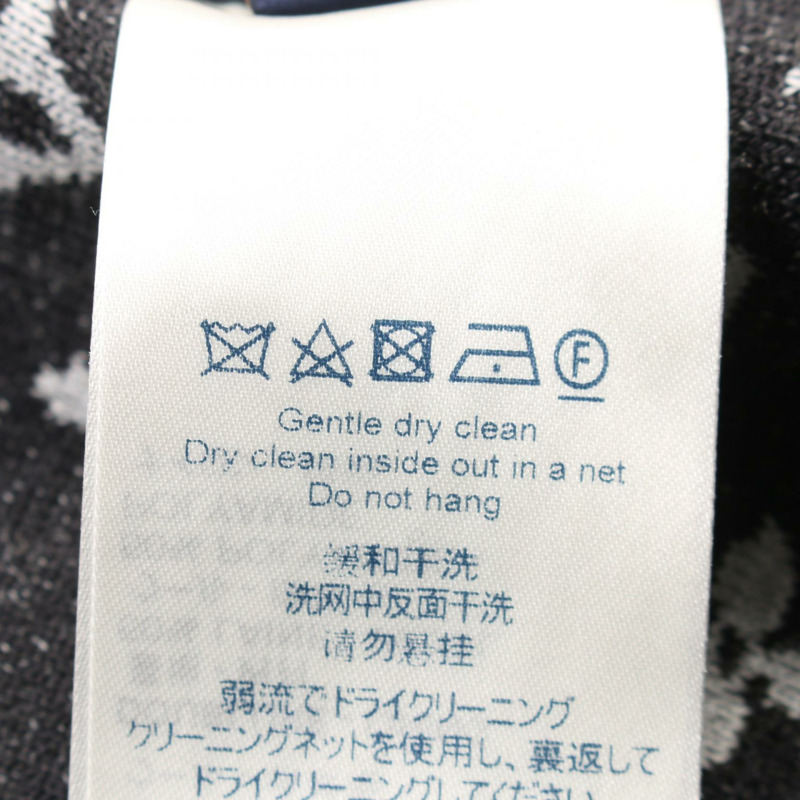 F
Gentle dry clean
Dry clean inside out in a net
Do not hang
缓和干洗
洗网中反面干洗
请勿悬挂
弱流でドライクリーニング
クリーニングネットを使用し、裏返して
ドライクリーニングしてください